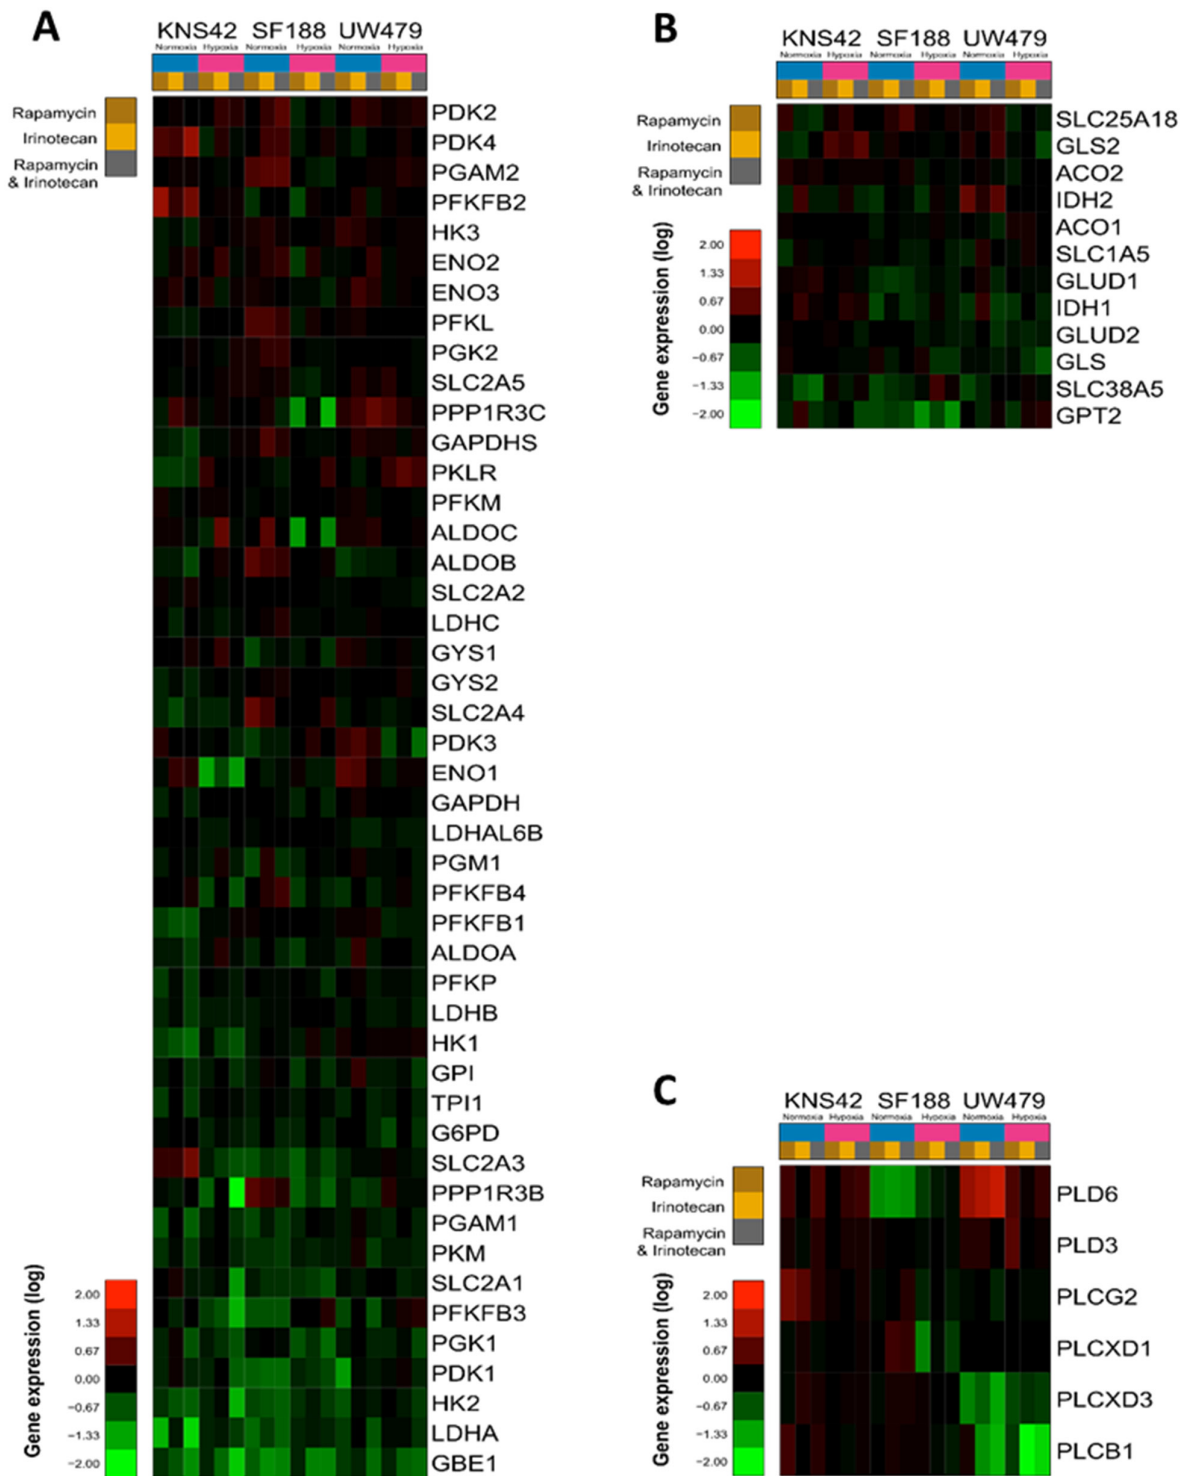 A
KNS42 SF188 UW479
Normoxia Hypoxia Normoxia Hypoxia Normoxia Hypoxia
Rapamycin
Irinotecan
Rapamycin
& Irinotecan
PDK2
PDK4
PGAM2
PFKFB2
HK3
ENO2
ENO3
PFKL
PGK2
SLC2A5
PPP1R3C
GAPDHS
PKLR
PFKM
ALDOC
ALDOB
SLC2A2
LDHC
GYS1
GYS2
SLC2A4
PDK3
ENO1
GAPDH
LDHAL6B
PGM1
PFKFB4
PFKFB1
ALDOA
PFKP
LDHB
HK1
GPI
TPI1
G6PD
SLC2A3
PPP1R3B
PGAM1
PKM
SLC2A1
PFKFB3
PGK1
PDK1
HK2
LDHA
GBE1
Gene expression (log)
2.00
1.33
0.67
0.00
−0.67
−1.33
−2.00
B
KNS42 SF188 UW479
Normoxia Hypoxia Normoxia Hypoxia Normoxia Hypoxia
Rapamycin
Irinotecan
Rapamycin
& Irinotecan
SLC25A18
GLS2
ACO2
IDH2
ACO1
SLC1A5
GLUD1
IDH1
GLUD2
GLS
SLC38A5
GPT2
Gene expression (log)
2.00
1.33
0.67
0.00
−0.67
−1.33
−2.00
C
KNS42 SF188 UW479
Normoxia Hypoxia Normoxia Hypoxia Normoxia Hypoxia
Rapamycin
Irinotecan
Rapamycin
& Irinotecan
PLD6
PLD3
PLCG2
PLCXD1
PLCXD3
PLCB1
Gene expression (log)
2.00
1.33
0.67
0.00
−0.67
−1.33
−2.00